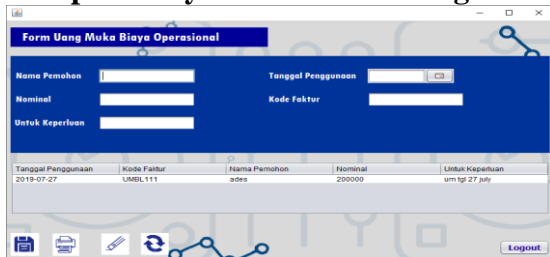 Form Uang Muka Biaya Operasional
Nama Pemohon
Tanggal Penggunaan
Nominal
Kode Faktur
Untuk Keperluan
Tanggal Penggunaan Kode Faktur Nama Pemohon Nominal Untuk Keperluan
2019-07-27 UMBL111 ades 200000 um tgl 27 july
Logout